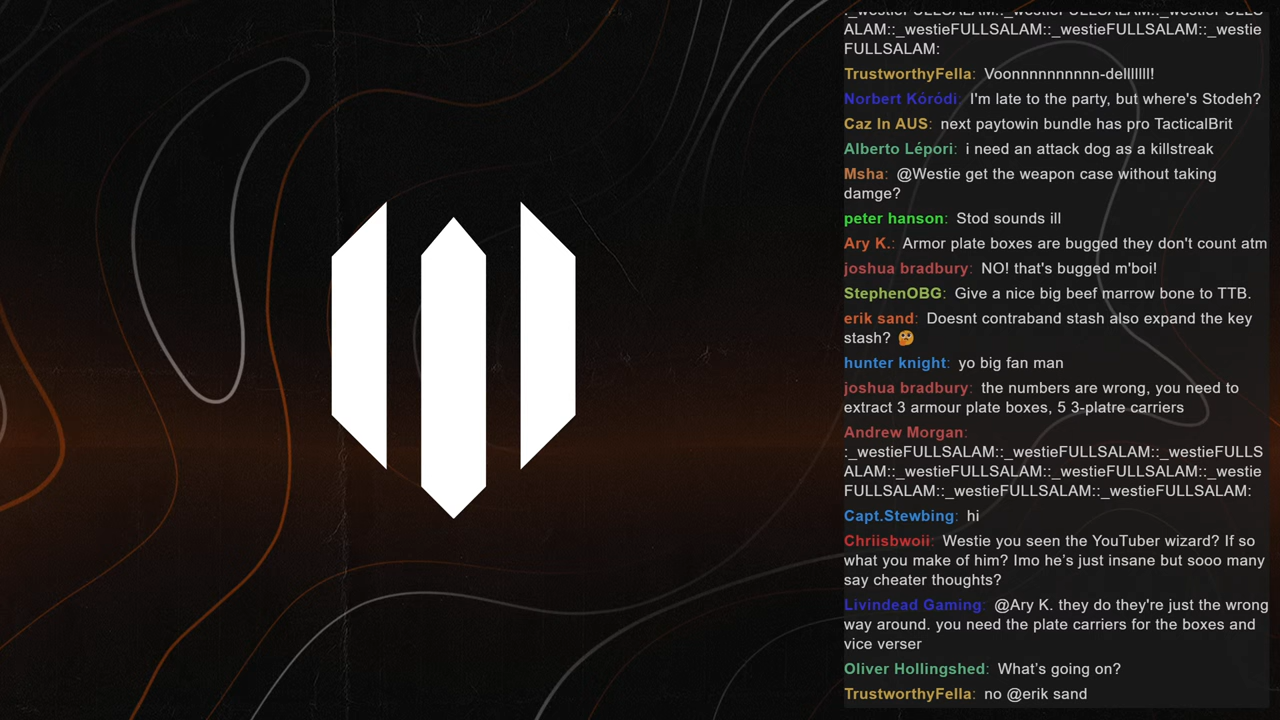 :_westieFULLSALAM::_westieFULLSALAM::_westieFULLS
ALAM::_westieFULLSALAM::_westieFULLSALAM::_westie
FULLSALAM:
TrustworthyFella: Voonnnnnnnnnn-delllllll!
Norbert Kóródi: I'm late to the party, but where's Stodeh?
Caz In AUS: next paytowin bundle has pro TacticalBrit
Alberto Lépori: i need an attack dog as a killstreak
Msha: @Westie get the weapon case without taking
damge?
peter hanson: Stod sounds ill
Ary K.: Armor plate boxes are bugged they don't count atm
joshua bradbury: NO! that's bugged m'boi!
StephenOBG: Give a nice big beef marrow bone to TTB.
erik sand: Doesnt contraband stash also expand the key
stash?
hunter knight: yo big fan man
joshua bradbury: the numbers are wrong, you need to
extract 3 armour plate boxes, 5 3-platre carriers
Andrew Morgan:
:_westieFULLSALAM::_westieFULLSALAM::_westieFULLS
ALAM::_westieFULLSALAM::_westieFULLSALAM::_westie
FULLSALAM::_westieFULLSALAM::_westieFULLSALAM:
Capt.Stewbing: hi
Chriisbwoii: Westie you seen the YouTuber wizard? If so
what you make of him? Imo he’s just insane but sooo many
say cheater thoughts?
Livindead Gaming: @Ary K. they do they're just the wrong
way around. you need the plate carriers for the boxes and
vice verser
Oliver Hollingshed: What’s going on?
TrustworthyFella: no @erik sand